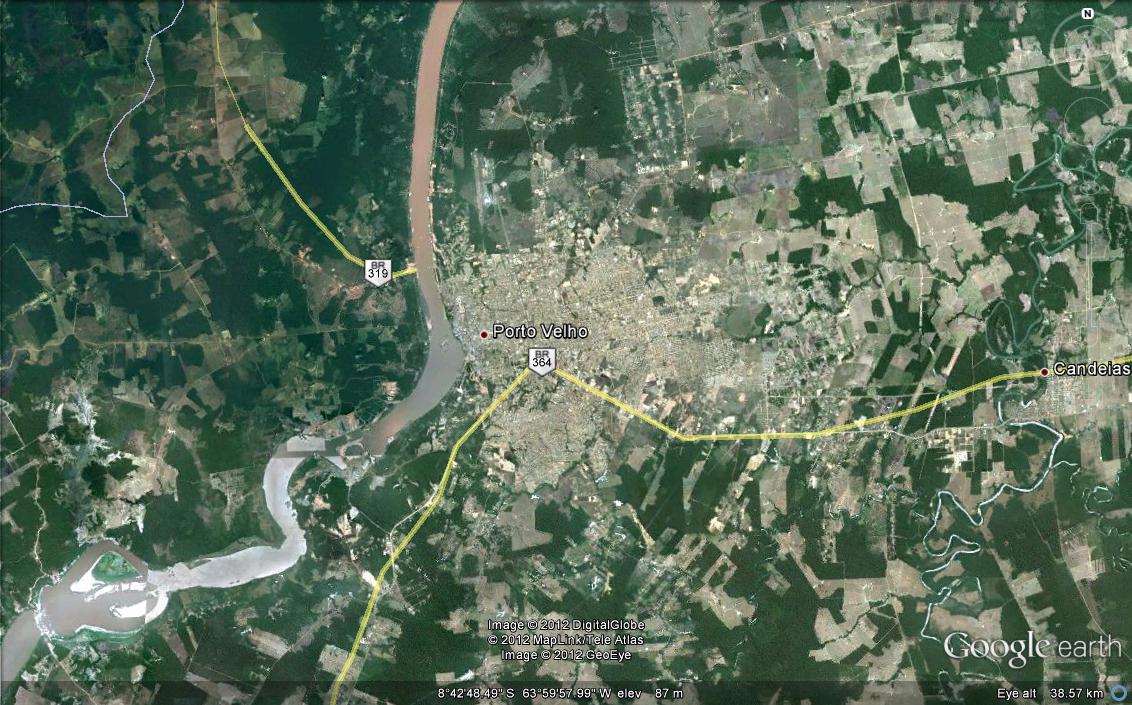 N
BR
319
Porto Velho
BR
364
Candeias
Image © 2012 DigitalGlobe
© 2012 MapLink/Tele Atlas
Image © 2012 GeoEye
Google earth
8°42'48.49" S 63°59'57.99" W elev 87 m
Eye alt 38.57 km